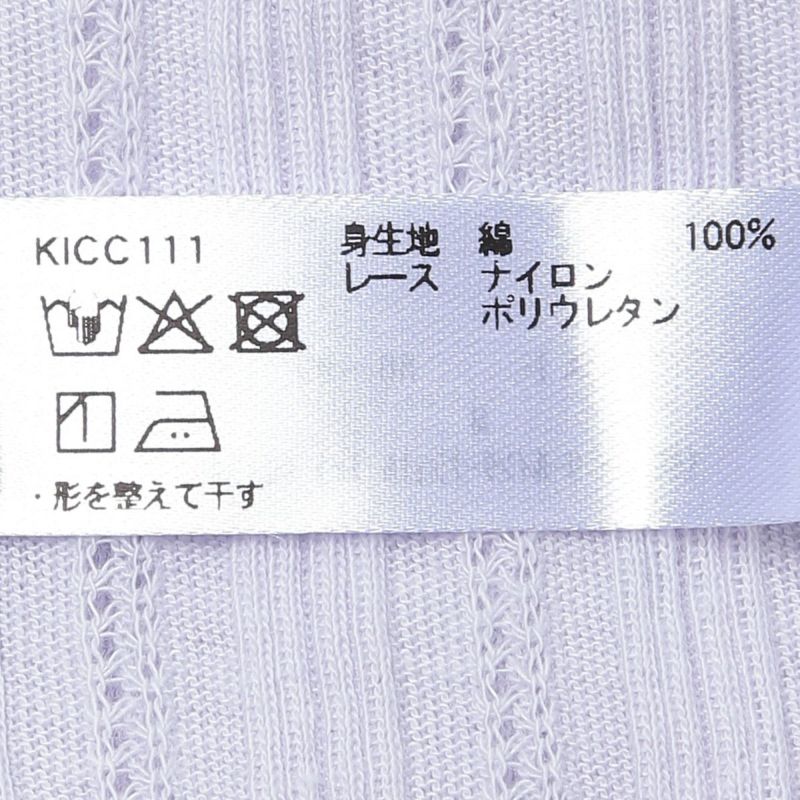 KICC111
身生地 綿 100%
レース ナイロン
ポリウレタン
・形を整えて干す